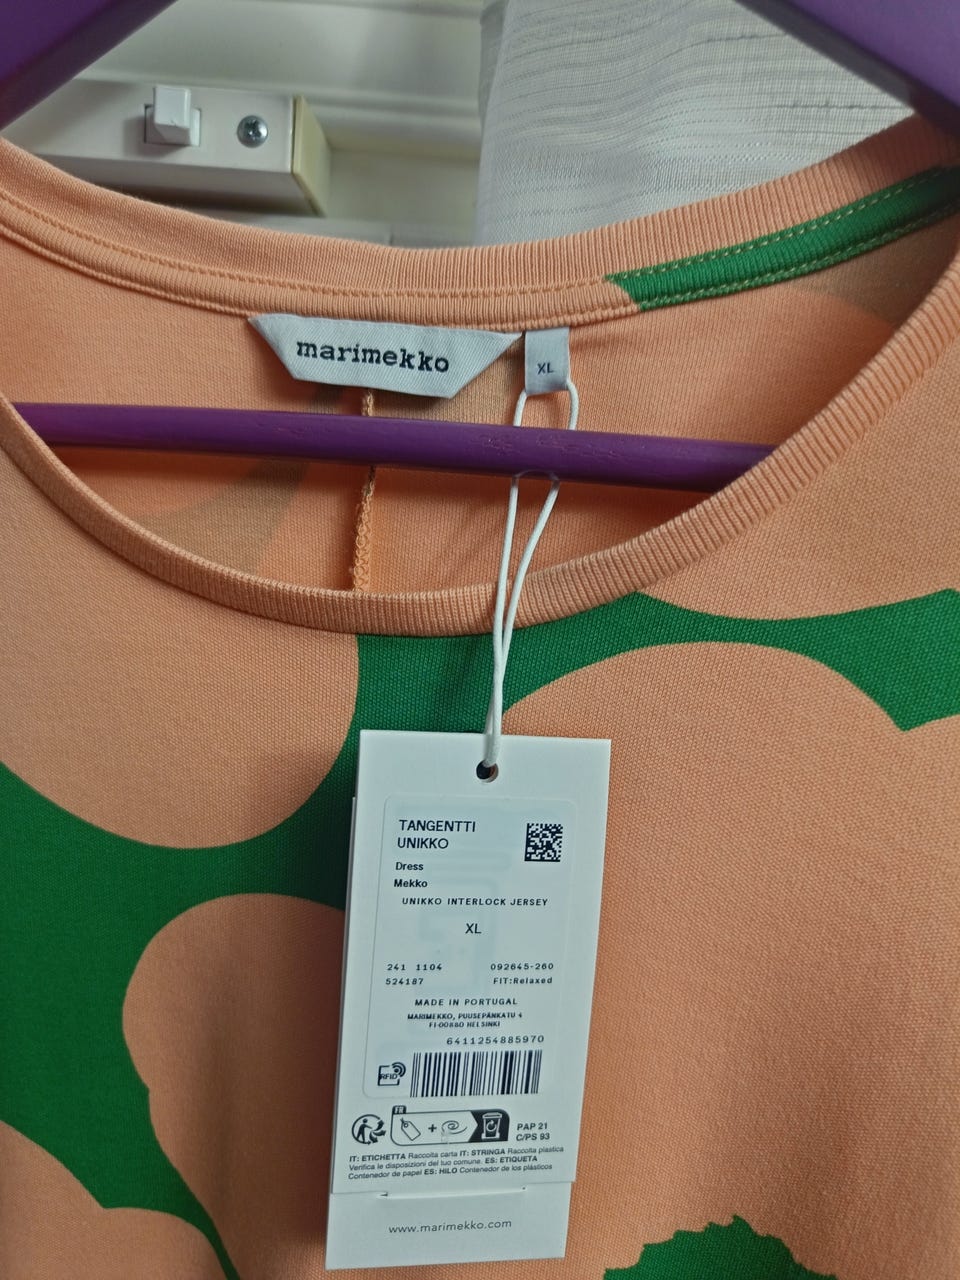 marimekko
XL
TANGENTTI
UNIKKO
Dress
Mekko
UNIKKO INTERLOCK JERSEY
XL
241 1104 092645-260
524187 FIT:Relaxed
MADE IN PORTUGAL
MARIMEKKO, PUUSEPÄNKATU 4
FI-00880 HELSINKI
6411254885970
RFID
FR
PAP 21
C/PS 93
IT: ETICHETTA Raccolta carta IT: STRINGA Raccolta plastica
Verifica le disposizioni del tuo comune. ES: ETIQUETA
Contenedor de papel ES: HILO Contenedor de los plásticos
www.marimekko.com